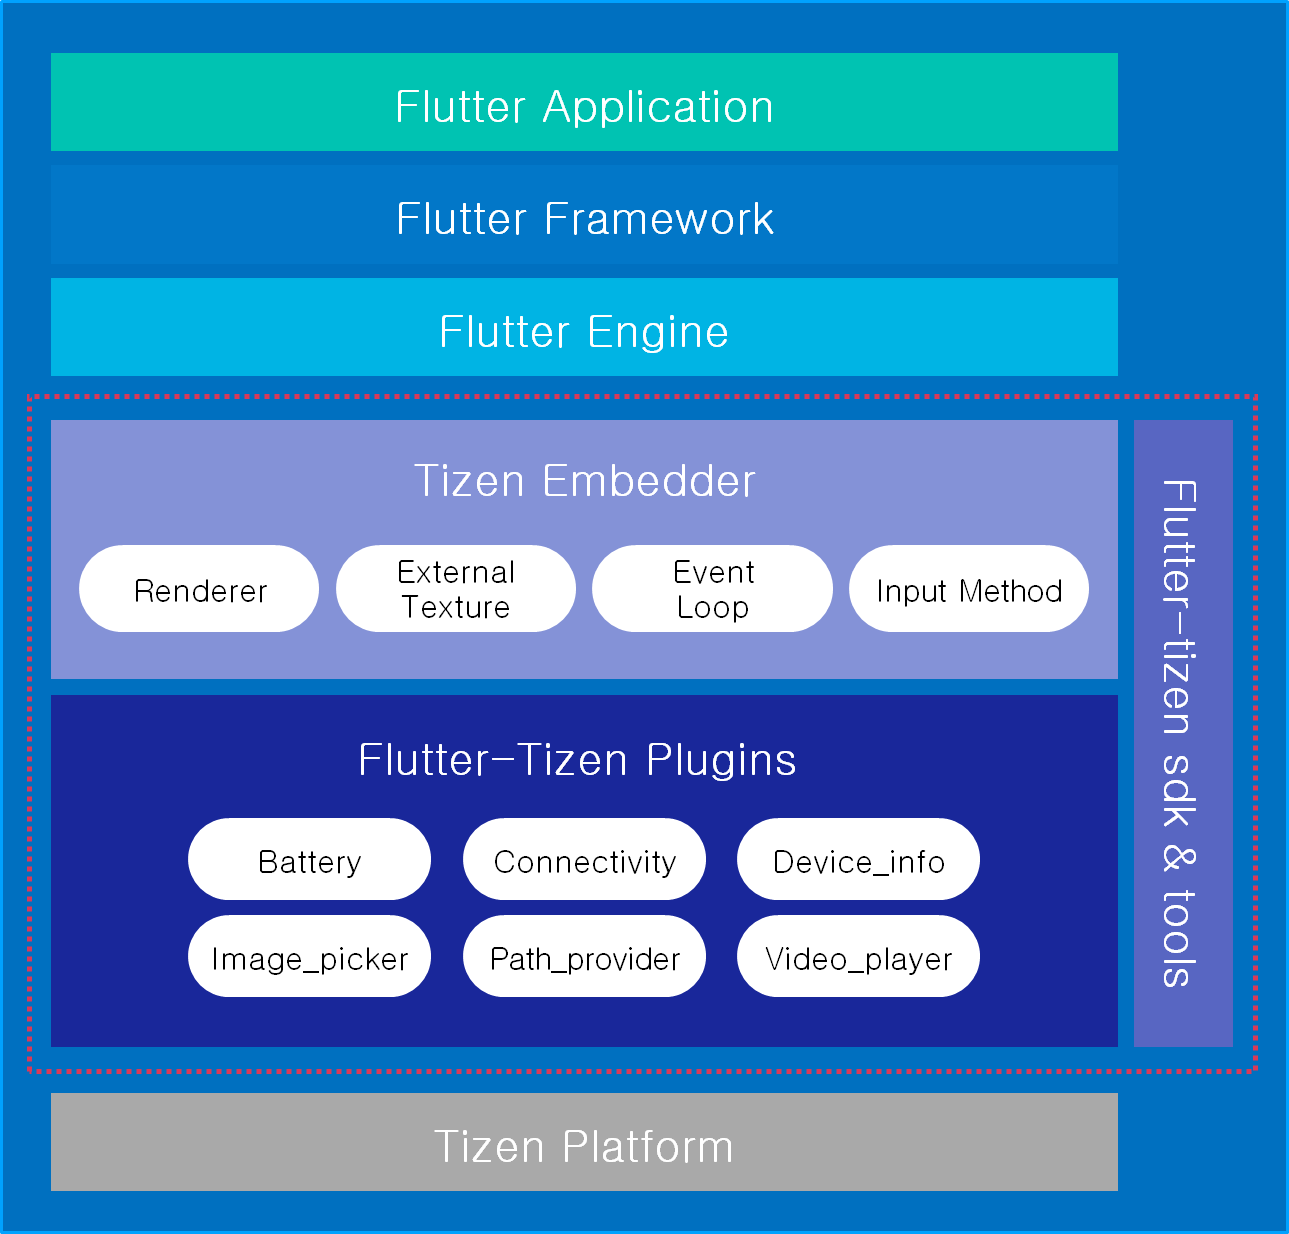 Flutter Application
Flutter Framework
Flutter Engine
Tizen Embedder
Renderer
External
Texture
Event
Loop
Input Method
Flutter-Tizen Plugins
Battery
Connectivity
Device_info
Image_picker
Path_provider
Video_player
Flutter-tizen sdk & tools
Tizen Platform